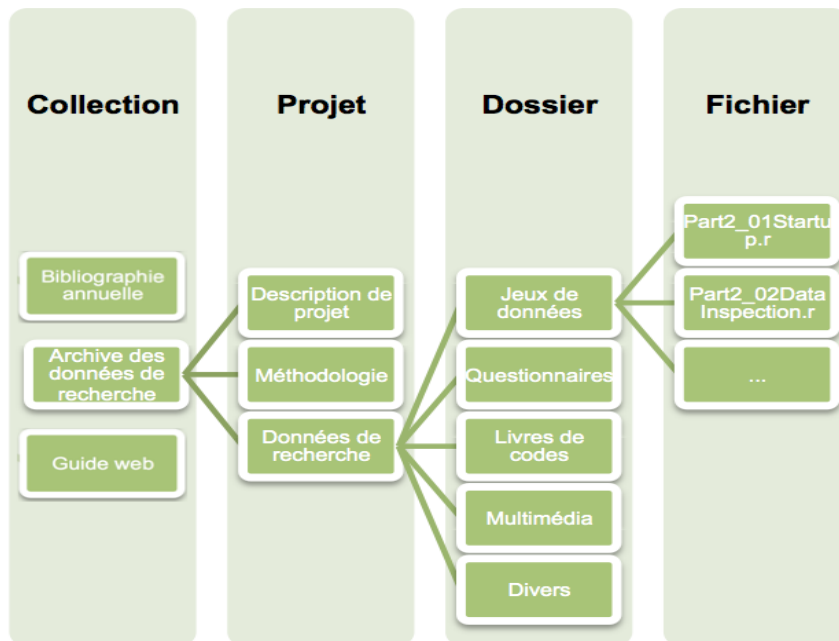 Collection
Projet
Dossier
Fichier
Bibliographie
annuelle
Archive des
données de
recherche
Guide web
Description de
projet
Méthodologie
Données de
recherche
Jeux de
données
Questionnaires
Livres de
codes
Multimédia
Divers
Part2_01Startu
p.r
Part2_02Data
Inspection.r
...